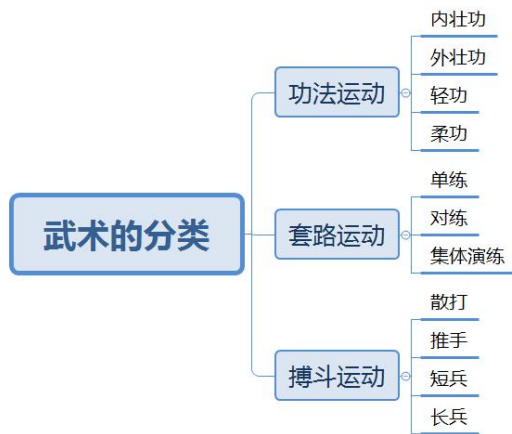 武术的分类
功法运动
内壮功
外壮功
轻功
柔功
套路运动
单练
对练
集体演练
搏斗运动
散打
推手
短兵
长兵